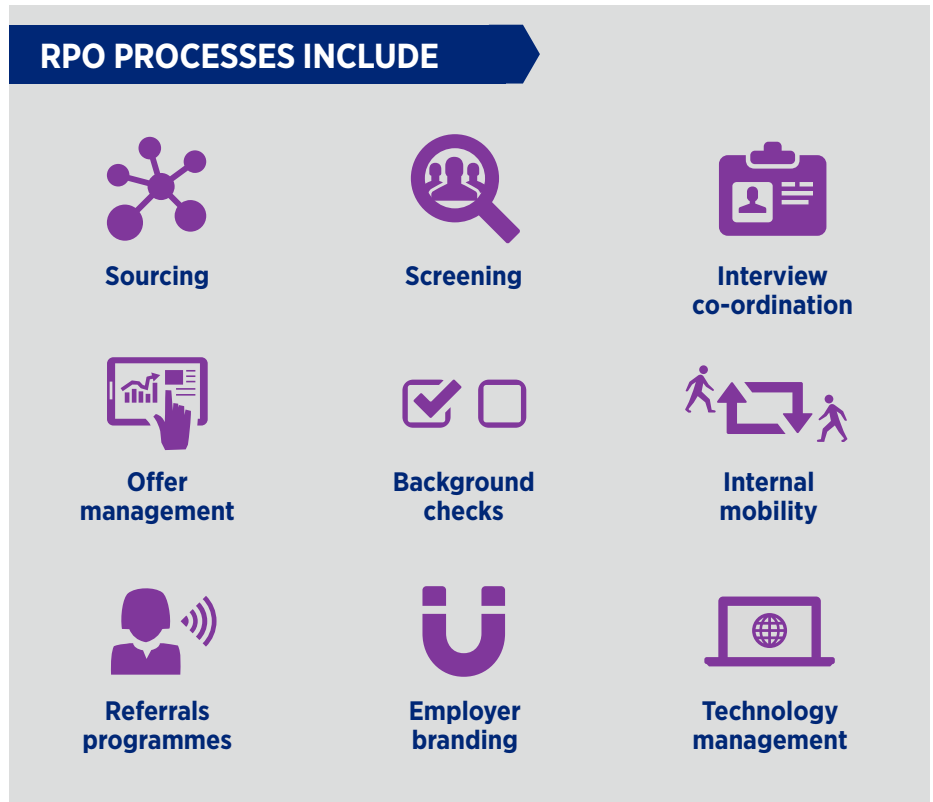 RPO PROCESSES INCLUDE
Sourcing
Screening
Interview
co-ordination
Offer
management
Background
checks
Internal
mobility
Referrals
programmes
Employer
branding
Technology
management